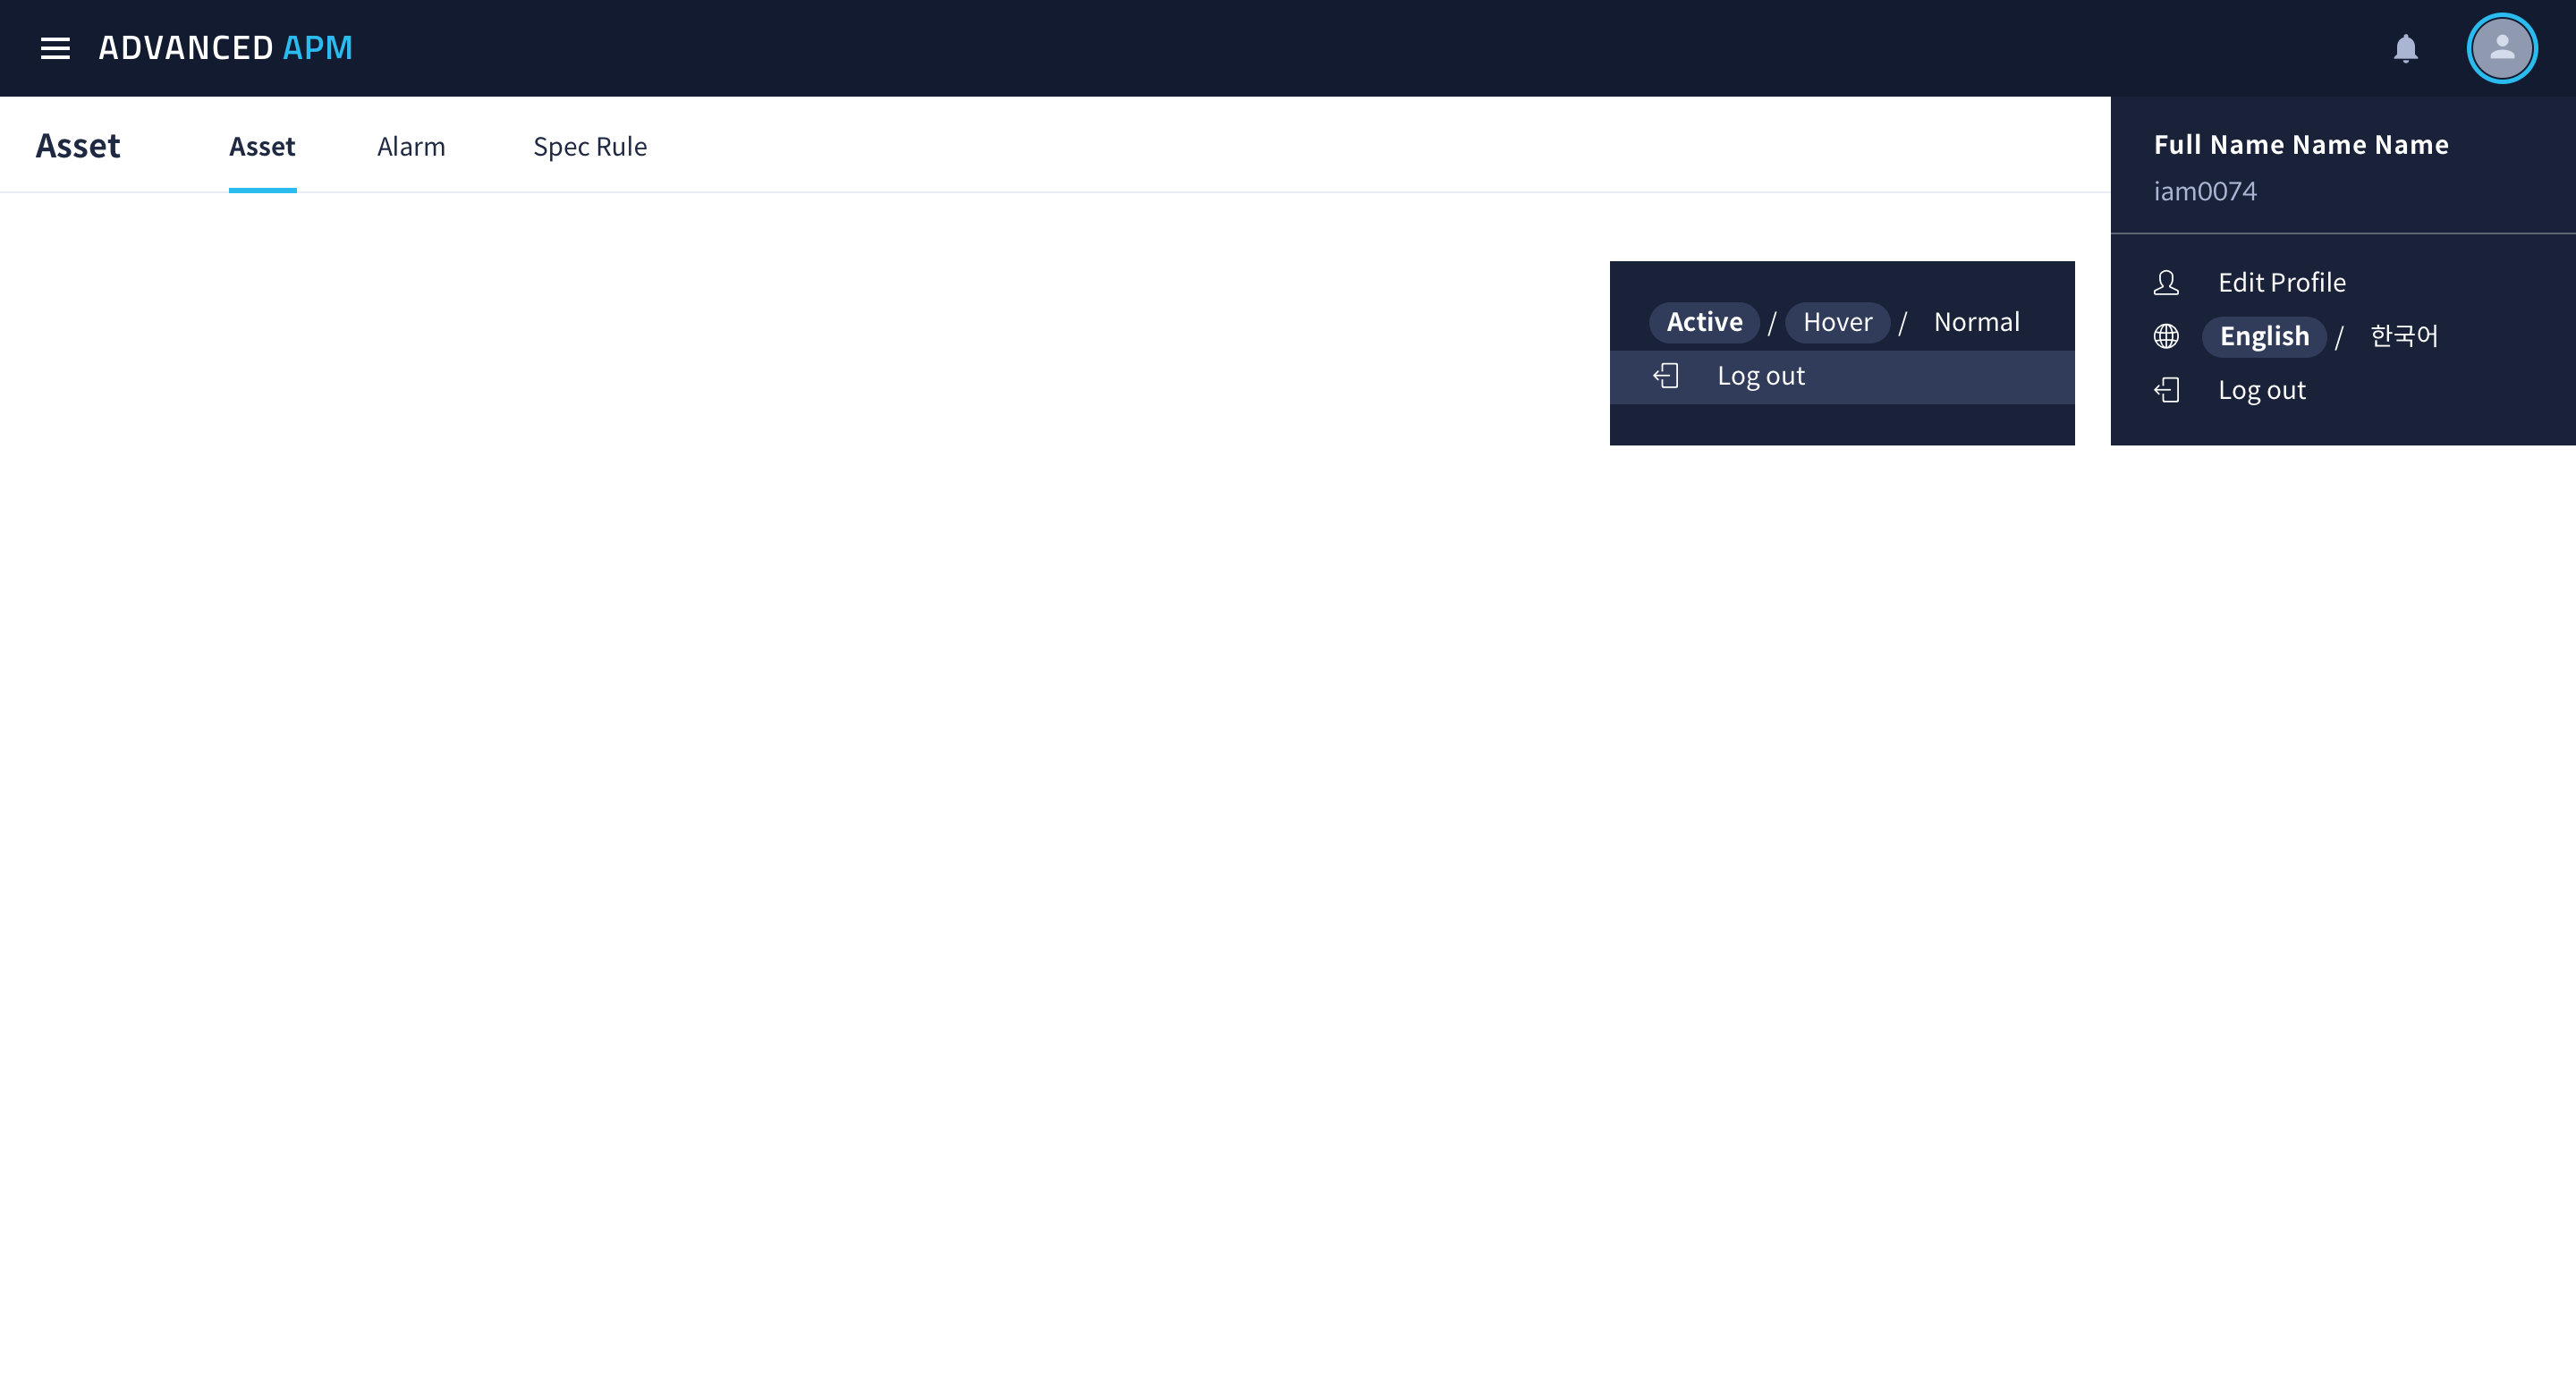 ADVANCED APM
Asset Asset Alarm Spec Rule
Full Name Name Name
iam0074
Edit Profile
English / 한국어
Log out
Active / Hover / Normal
Log out